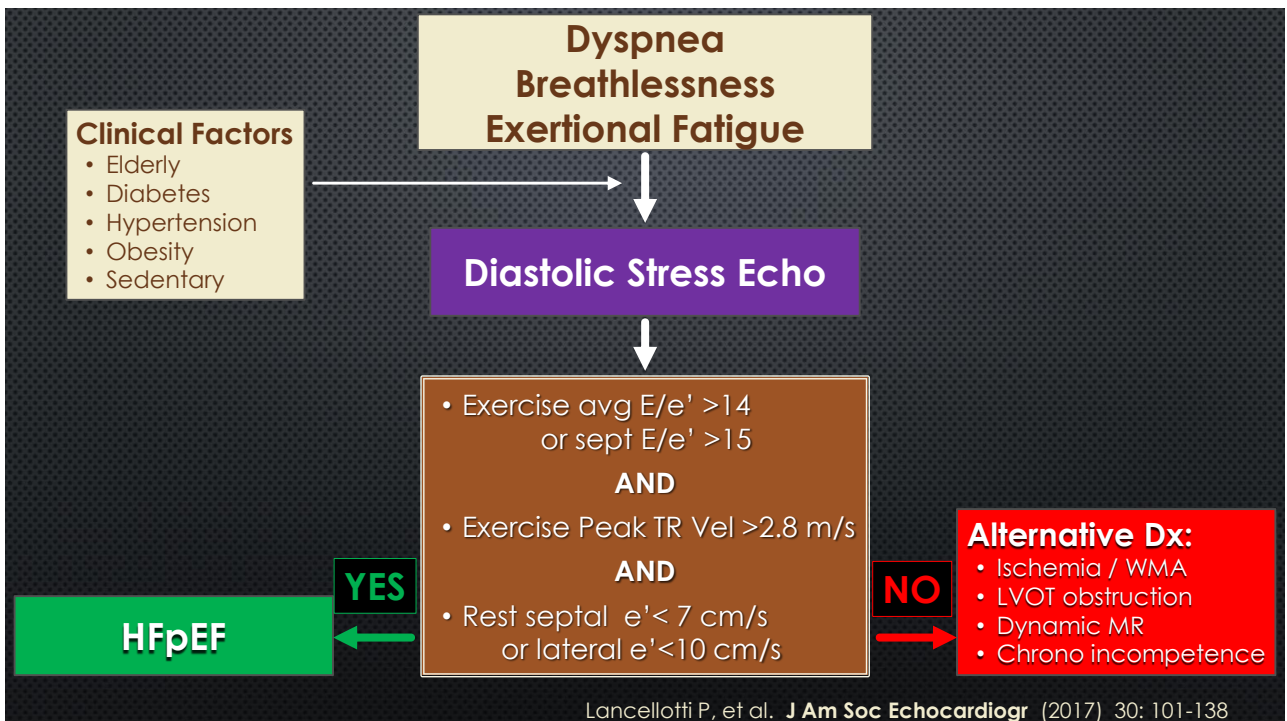 Dyspnea
Breathlessness
Exertional Fatigue
Clinical Factors
• Elderly
• Diabetes
• Hypertension
• Obesity
• Sedentary
Diastolic Stress Echo
• Exercise avg E/e' >14
or sept E/e' >15
AND
• Exercise Peak TR Vel >2.8 m/s
AND
• Rest septal e'< 7 cm/s
or lateral e'<10 cm/s
YES
HFpEF
NO
Alternative Dx:
• Ischemia / WMA
• LVOT obstruction
• Dynamic MR
• Chrono incompetence
Lancellotti P, et al. J Am Soc Echocardiogr (2017) 30: 101-138